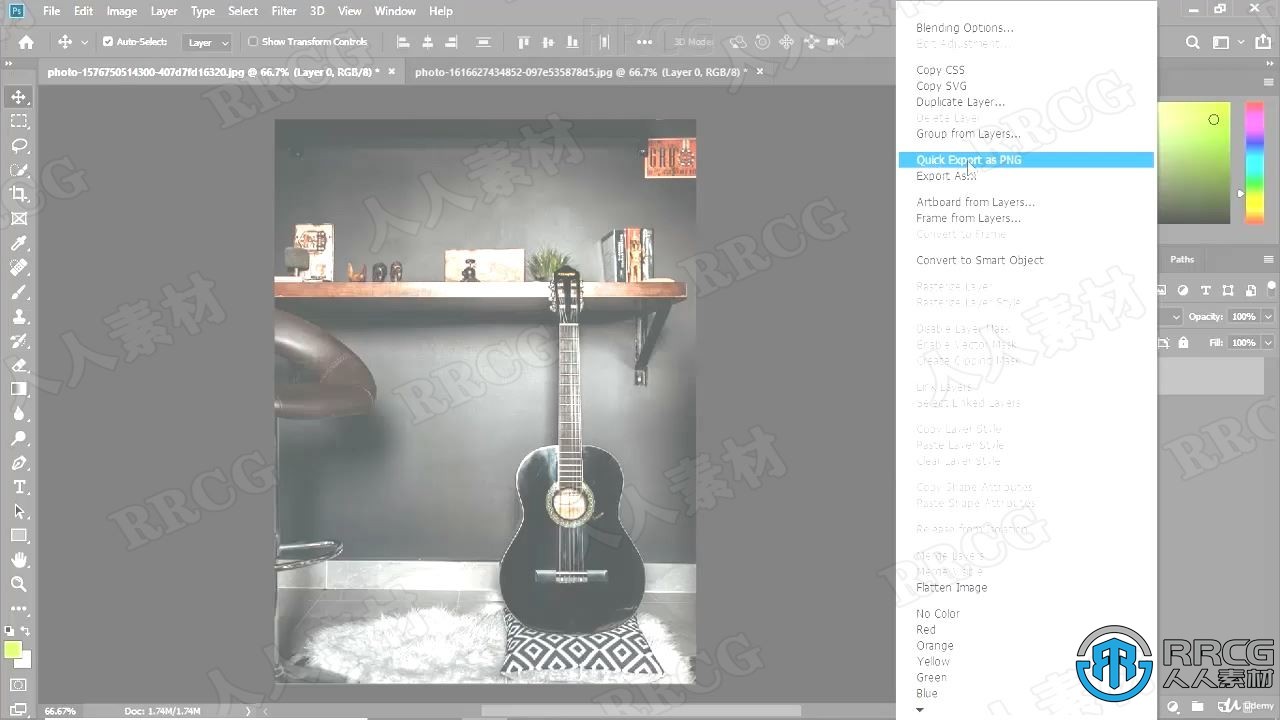 Ps File Edit Image Layer Type Select Filter 3D View Window Help
Auto-Select: Layer Show Transform Controls ••• 3D Mode:
photo-1576750514300-407d7fd16330.jpg @ 66.7% (Layer 0, RGB/8) * ×
photo-1616627434852-097e535878d5.jpg @ 66.7% (Layer 0, RGB/8) * ×
Blending Options...
Edit Adjustment...
Copy CSS
Copy SVG
Duplicate Layer...
Delete Layer
Group from Layers...
Quick Export as PNG
Export As...
Artboard from Layers...
Frame from Layers...
Convert to Frame
Convert to Smart Object
Rasterize Layer
Rasterize Layer Style
Disable Layer Mask
Enable Vector Mask
Create Clipping Mask
Link Layers
Select Linked Layers
Copy Layer Style
Paste Layer Style
Clear Layer Style
Copy Shape Attributes
Paste Shape Attributes
Release from Isolation
Merge Layers
Merge Visible
Flatten Image
No Color
Red
Orange
Yellow
Green
Blue
Paths
Opacity: 100%
Fill: 100%
66.67% Doc: 1.74M/1.74M
RRCG
人人素材
Udemy